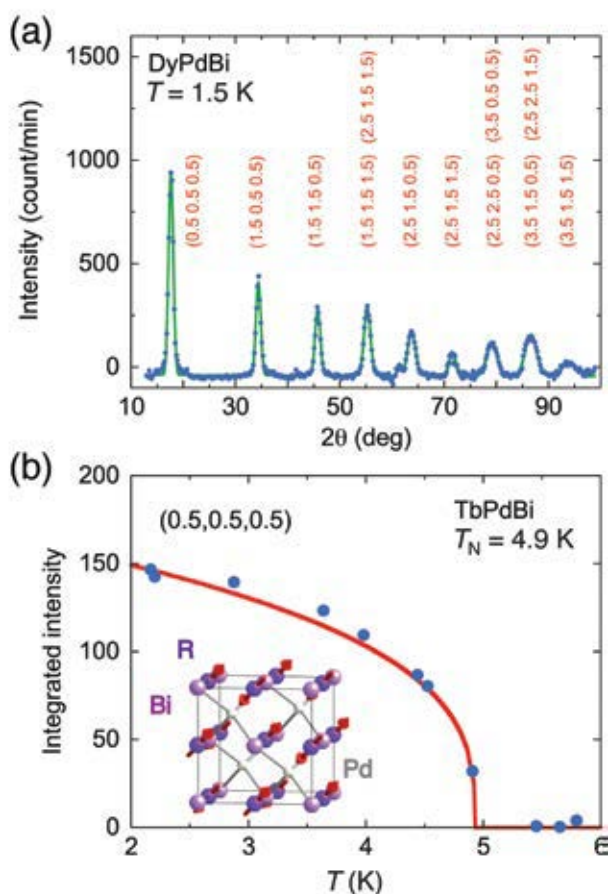 (a)
DyPdBi
T = 1.5 K
(0.5 0.5 0.5)
(1.5 0.5 0.5)
(1.5 1.5 0.5)
(1.5 1.5 1.5)
(2.5 1.5 1.5)
(2.5 1.5 0.5)
(2.5 1.5 1.5)
(2.5 2.5 0.5)
(3.5 0.5 0.5)
(3.5 1.5 0.5)
(2.5 2.5 1.5)
(3.5 1.5 1.5)
Intensity (count/min)
1500
1000
500
0
10 30 50 70 90
2θ (deg)
(b)
(0.5,0.5,0.5)
TbPdBi
TN = 4.9 K
Integrated intensity
200
150
100
50
0
R
Bi
Pd
2 3 4 5 6
T (K)